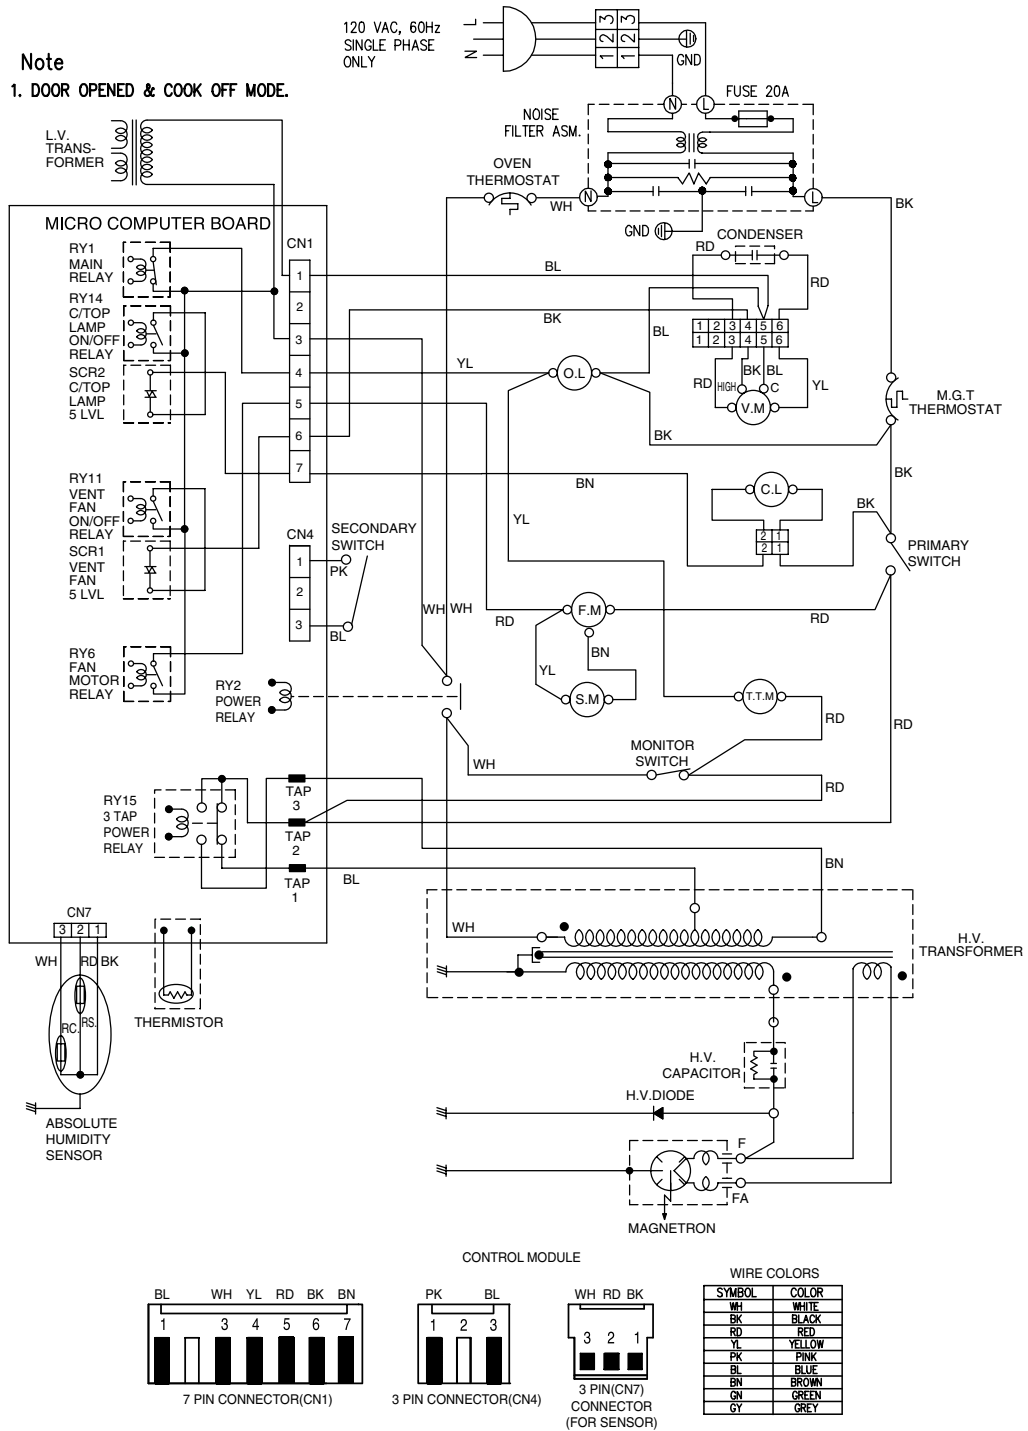 120 VAC, 60Hz
SINGLE PHASE
ONLY
L
N
3 3
2 2
1 1
GND
Note
1. DOOR OPENED & COOK OFF MODE.
N
L
FUSE 20A
NOISE
FILTER ASM.
L.V.
TRANS-
FORMER
OVEN
THERMOSTAT
WH
N
L
BK
GND
MICRO COMPUTER BOARD
RY1
MAIN
RELAY
RY14
C/TOP
LAMP
ON/OFF
RELAY
SCR2
C/TOP
LAMP
5 LVL
RY11
VENT
FAN
ON/OFF
RELAY
SCR1
VENT
FAN
5 LVL
RY6
FAN
MOTOR
RELAY
CN1
1
2
3
4
5
6
7
CN4
1
2
3
SECONDARY
SWITCH
PK
BL
RD
CONDENSER
RD
BL
BK
BL
1 2 3 4 5 6
1 2 3 4 5 6
RD
HIGH
BK
BL
C
YL
V.M
YL
O.L
BK
M.G.T
THERMOSTAT
BK
BN
C.L
BK
2 1
2 1
PRIMARY
SWITCH
YL
WH
WH
RD
F.M
RD
BN
YL
S.M
T.T.M
RD
RD
RY2
POWER
RELAY
MONITOR
SWITCH
WH
RD
RY15
3 TAP
POWER
RELAY
TAP
3
TAP
2
TAP
1
BL
BN
WH
H.V.
TRANSFORMER
CN7
3 2 1
WH
RD
BK
RC.
RS.
THERMISTOR
ABSOLUTE
HUMIDITY
SENSOR
H.V.
CAPACITOR
H.V.DIODE
F
FA
MAGNETRON
CONTROL MODULE
BL WH YL RD BK BN
1 3 4 5 6 7
7 PIN CONNECTOR(CN1)
PK BL
1 2 3
3 PIN CONNECTOR(CN4)
WH RD BK
3 2 1
3 PIN(CN7)
CONNECTOR
(FOR SENSOR)
WIRE COLORS
SYMBOL COLOR
WH WHITE
BK BLACK
RD RED
YL YELLOW
PK PINK
BL BLUE
BN BROWN
GN GREEN
GY GREY